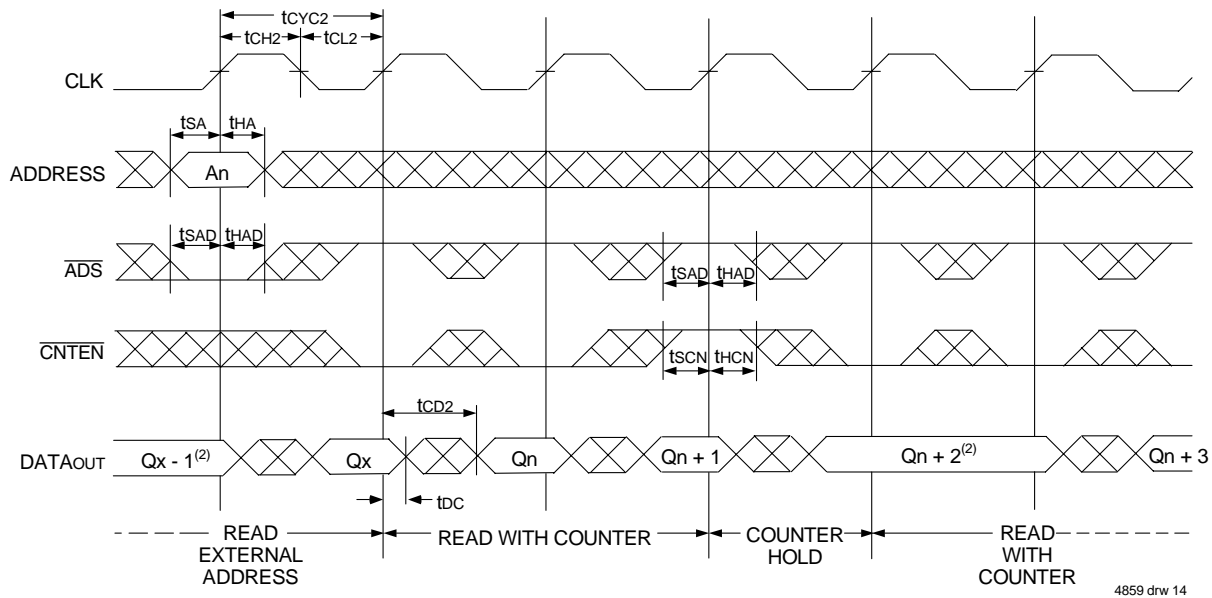 tCYC2
tCH2 tCL2
CLK
tSA tHA
ADDRESS An
tSAD tHAD
ADS
tSAD tHAD
CNTEN
tSCN tHCN
tCD2
DATAOUT Qx - 1(2) Qx Qn Qn + 1 Qn + 2(2) Qn + 3
tDC
READ EXTERNAL ADDRESS
READ WITH COUNTER
COUNTER HOLD
READ WITH COUNTER
4859 drw 14